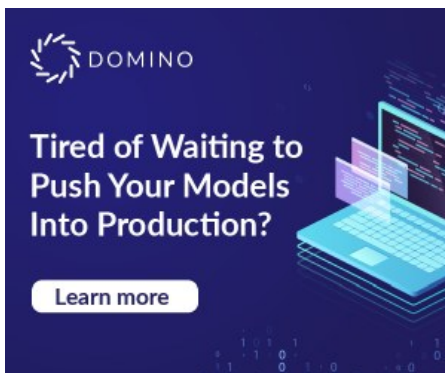 DOMINO
Tired of Waiting to
Push Your Models
Into Production?
Learn more